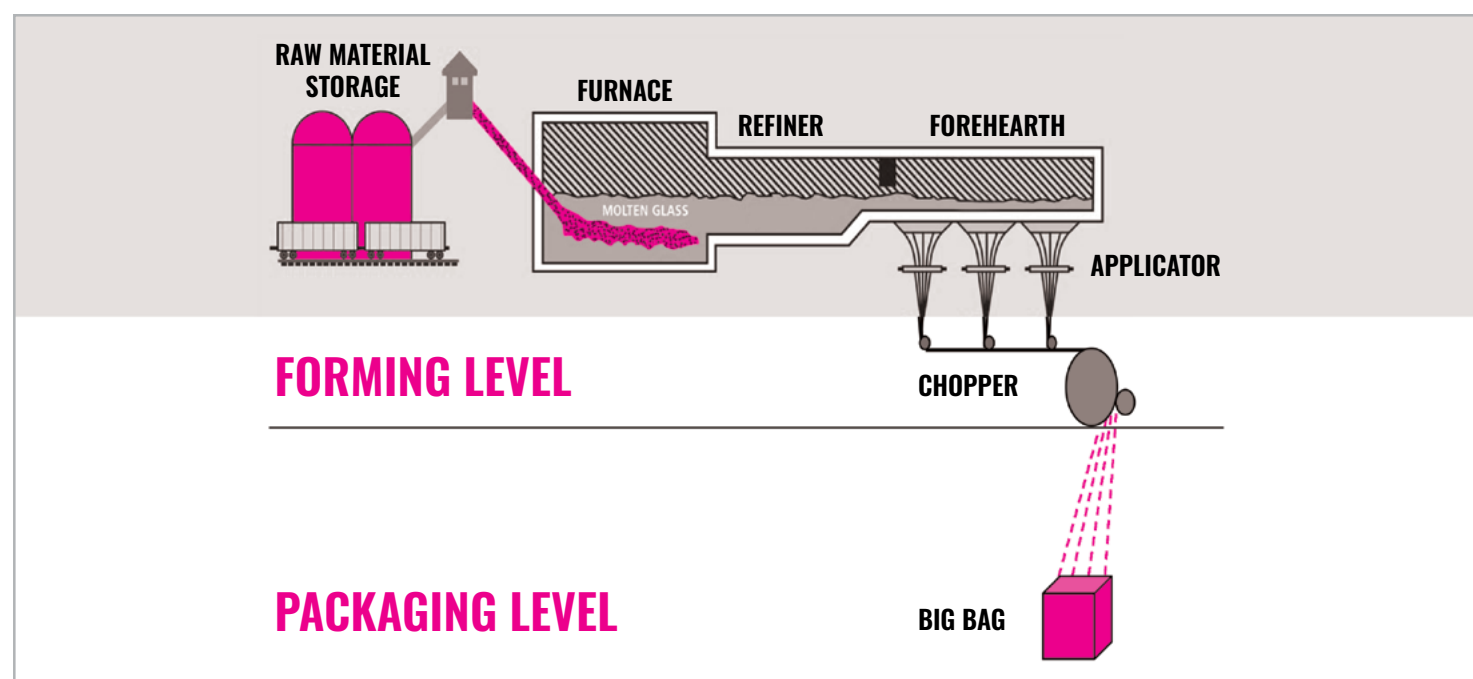 RAW MATERIAL
STORAGE
FURNACE
REFINER
FOREHEARTH
MOLTEN GLASS
APPLICATOR
FORMING LEVEL
CHOPPER
PACKAGING LEVEL
BIG BAG